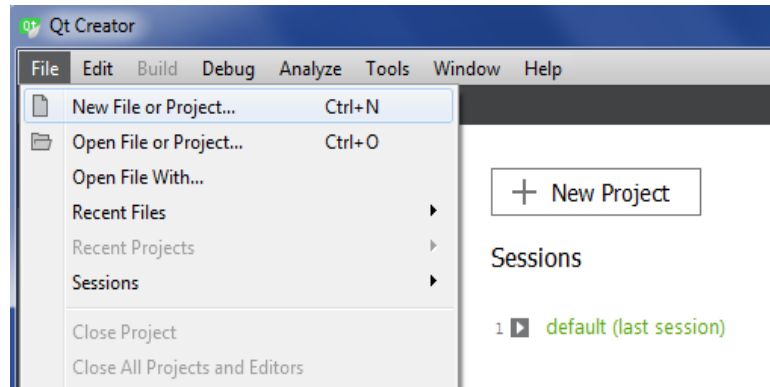 Qt Creator
File Edit Build Debug Analyze Tools Window Help
New File or Project... Ctrl+N
Open File or Project... Ctrl+O
Open File With...
Recent Files
Recent Projects
Sessions
Close Project
Close All Projects and Editors
New Project
Sessions
1 default (last session)